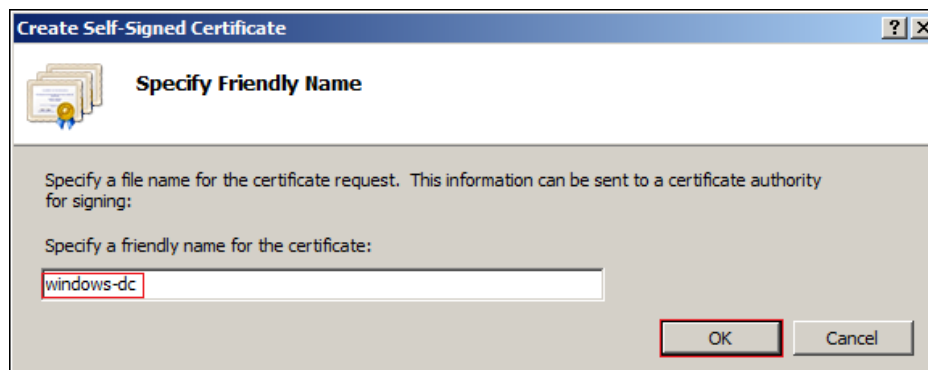 Create Self-Signed Certificate
Specify Friendly Name
Specify a file name for the certificate request. This information can be sent to a certificate authority
for signing:
Specify a friendly name for the certificate:
windows-dc
OK
Cancel